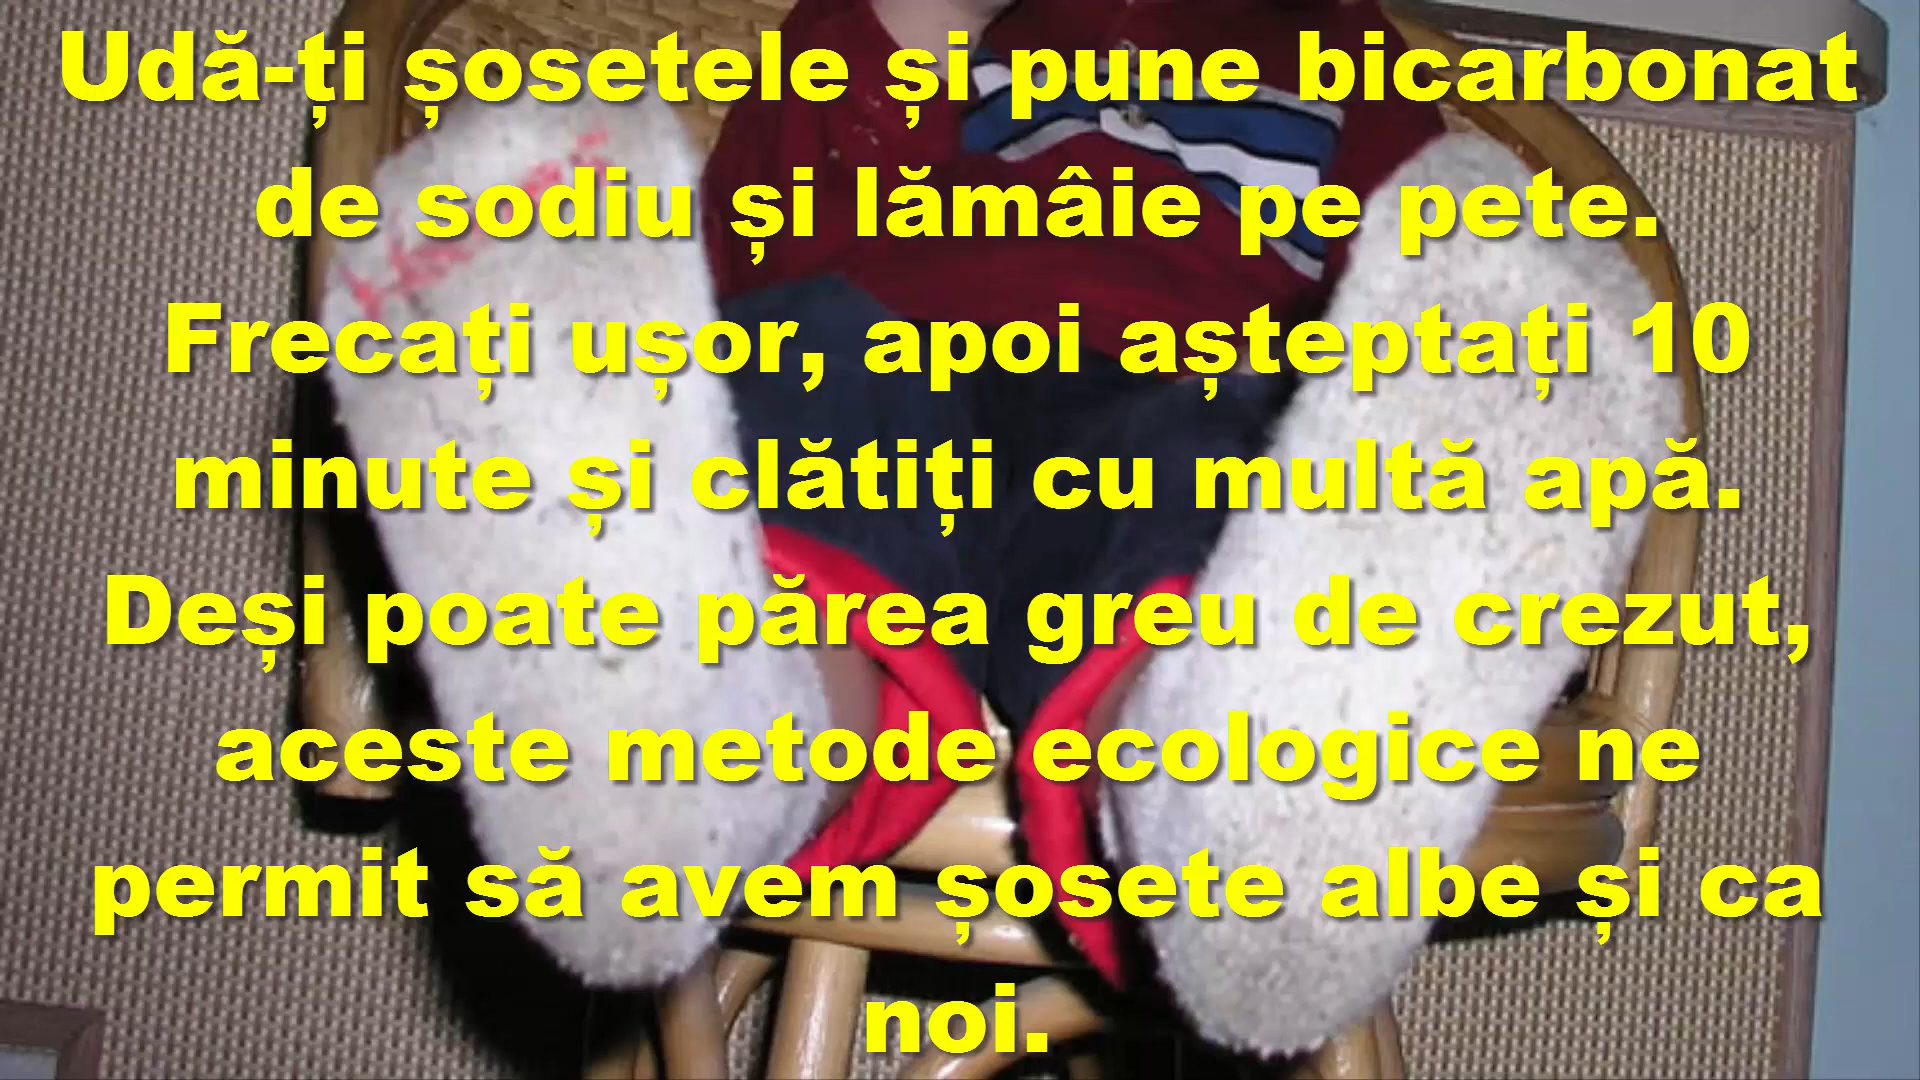 Udă-ți șosetele și pune bicarbonat
de sodiu și lămâie pe pete.
Frecați ușor, apoi așteptați 10
minute și clătiți cu multă apă.
Deși poate părea greu de crezut,
aceste metode ecologice ne
permit să avem șosete albe și ca
noi.